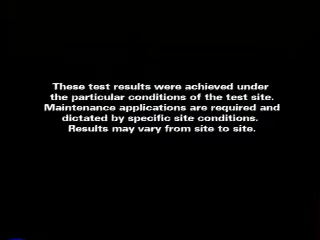 These test results were achieved under
the particular conditions of the test site.
Maintenance applications are required and
dictated by specific site conditions.
Results may vary from site to site.